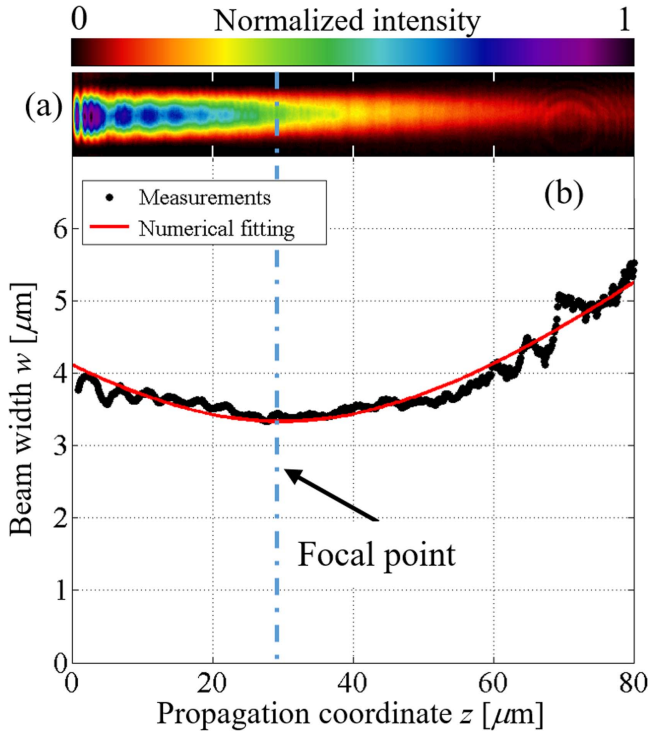 0 Normalized intensity 1
(a)
Measurements
Numerical fitting
(b)
6
5
4
3
2
1
0
Beam width w [μm]
Focal point
0 20 40 60 80
Propagation coordinate z [μm]